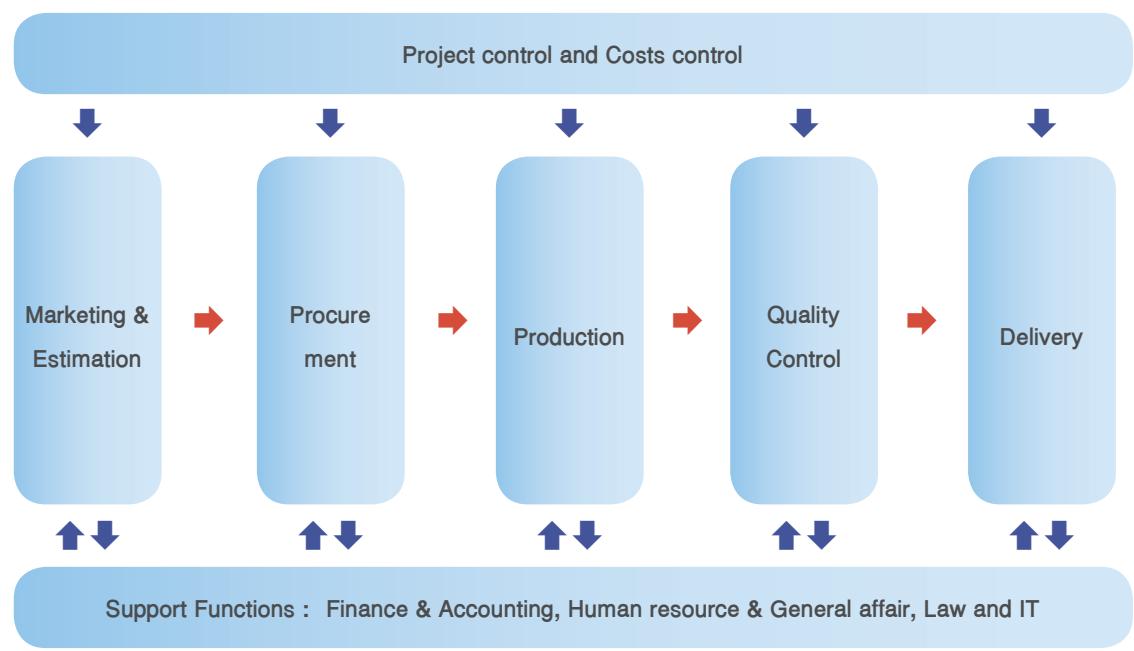 Project control and Costs control
Marketing &
Estimation
Procure
ment
Production
Quality
Control
Delivery
Support Functions : Finance & Accounting, Human resource & General affair, Law and IT